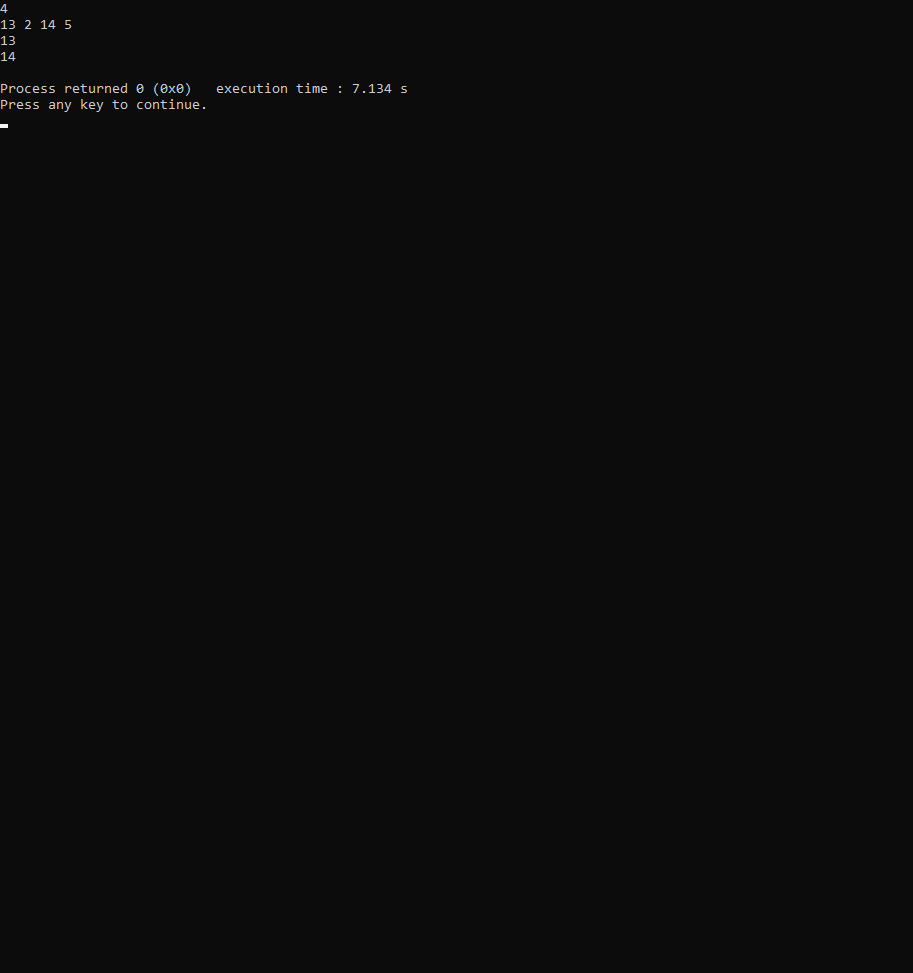 4
13 2 14 5
13
14
Process returned 0 (0x0)   execution time : 7.134 s
Press any key to continue.